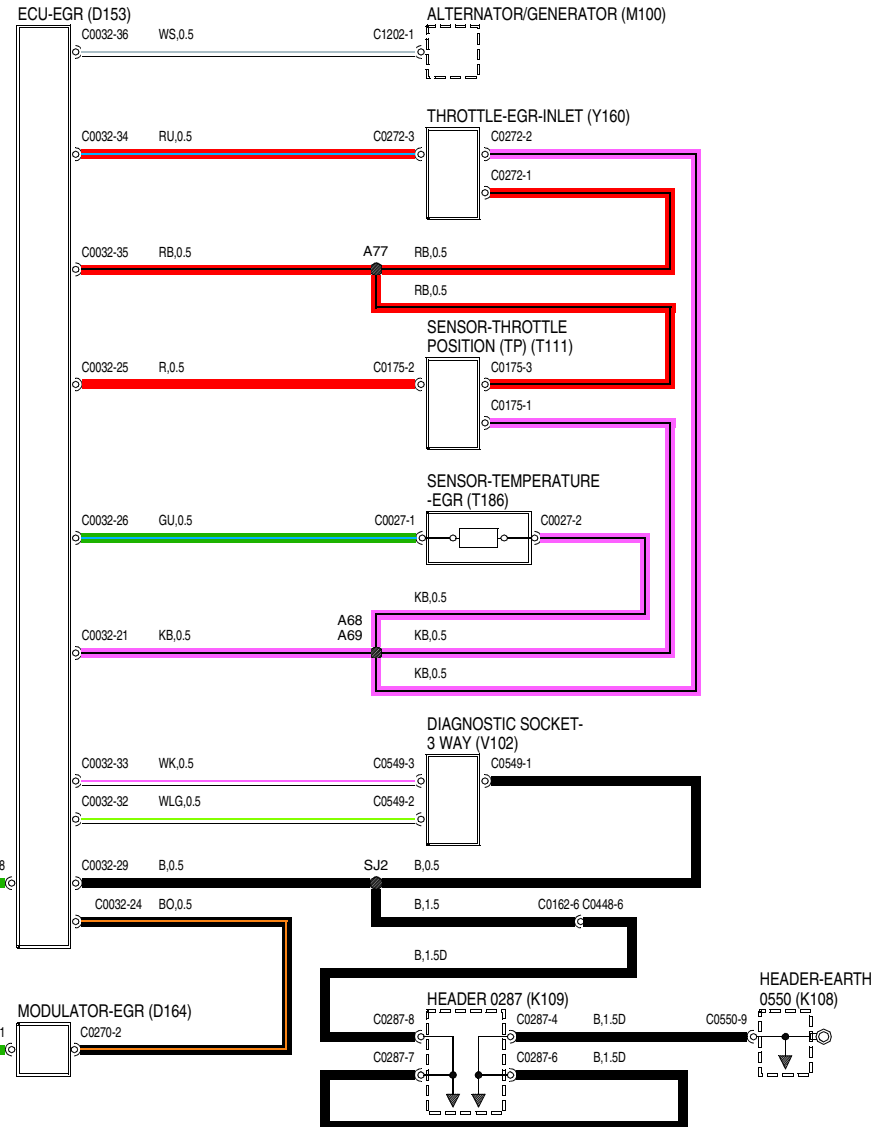 ECU-EGR (D153)
ALTERNATOR/GENERATOR (M100)
C0032-36 WS,0.5 C1202-1
THROTTLE-EGR-INLET (Y160)
C0032-34 RU,0.5 C0272-3 C0272-2
C0272-1
C0032-35 RB,0.5 A77 RB,0.5
RB,0.5
SENSOR-THROTTLE
POSITION (TP) (T111)
C0032-25 R,0.5 C0175-2 C0175-3
C0175-1
SENSOR-TEMPERATURE
-EGR (T186)
C0032-26 GU,0.5 C0027-1 C0027-2
KB,0.5
A68
A69
C0032-21 KB,0.5 KB,0.5
KB,0.5
DIAGNOSTIC SOCKET-
3 WAY (V102)
C0032-33 WK,0.5 C0549-3 C0549-1
C0032-32 WLG,0.5 C0549-2
8 C0032-29 B,0.5 SJ2 B,0.5
C0032-24 BO,0.5 B,1.5 C0162-6 C0448-6
B,1.5D
HEADER-EARTH
0550 (K108)
MODULATOR-EGR (D164)
HEADER 0287 (K109)
1 C0270-2 C0287-8 C0287-4 B,1.5D C0550-9
C0287-7 C0287-6 B,1.5D